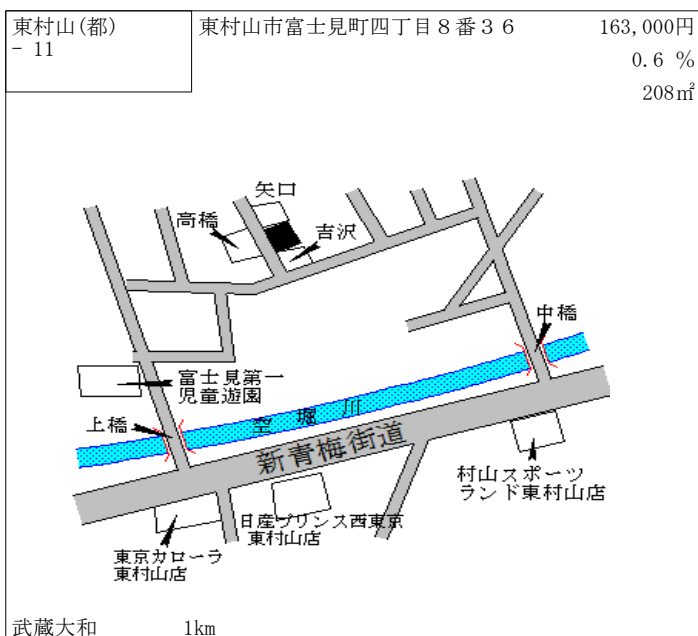 東村山(都)
- 11
東村山市富士見町四丁目８番３６
163,000円
0.6 %
208㎡
矢口
高橋
吉沢
中橋
富士見第一
児童遊園
上橋
空堀川
新青梅街道
村山スポーツ
ランド東村山店
日産プリンス西東京
東村山店
東京カローラ
東村山店
武蔵大和
1km